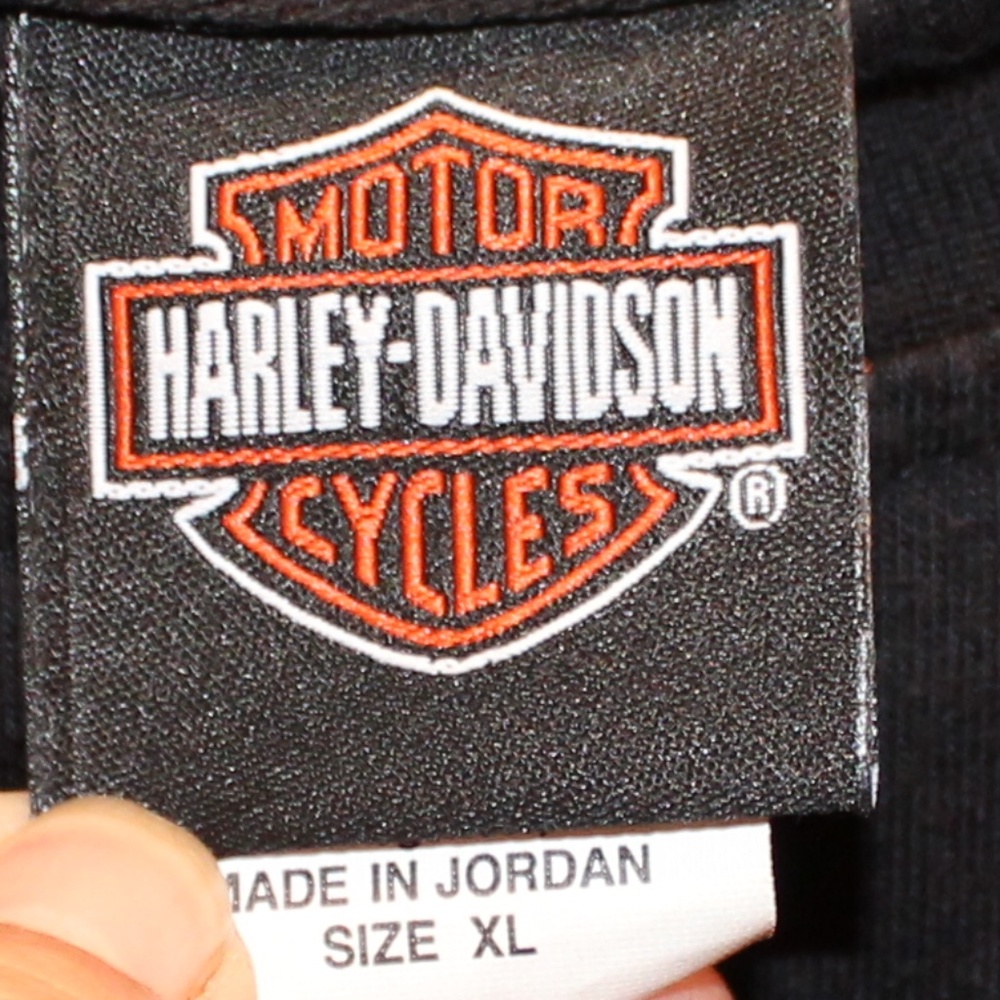 MOTOR
HARLEY-DAVIDSON
CYCLES
®
MADE IN JORDAN
SIZE XL